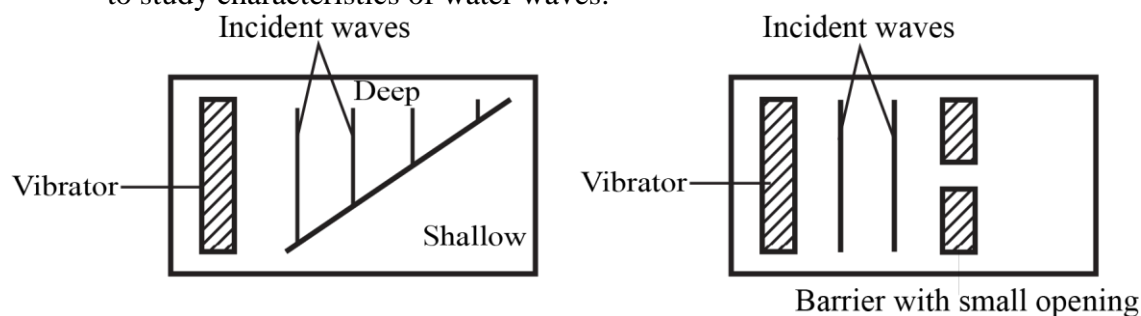 to study characteristics of water waves.
Incident waves
Incident waves
Deep
Vibrator
Vibrator
Shallow
Barrier with small opening